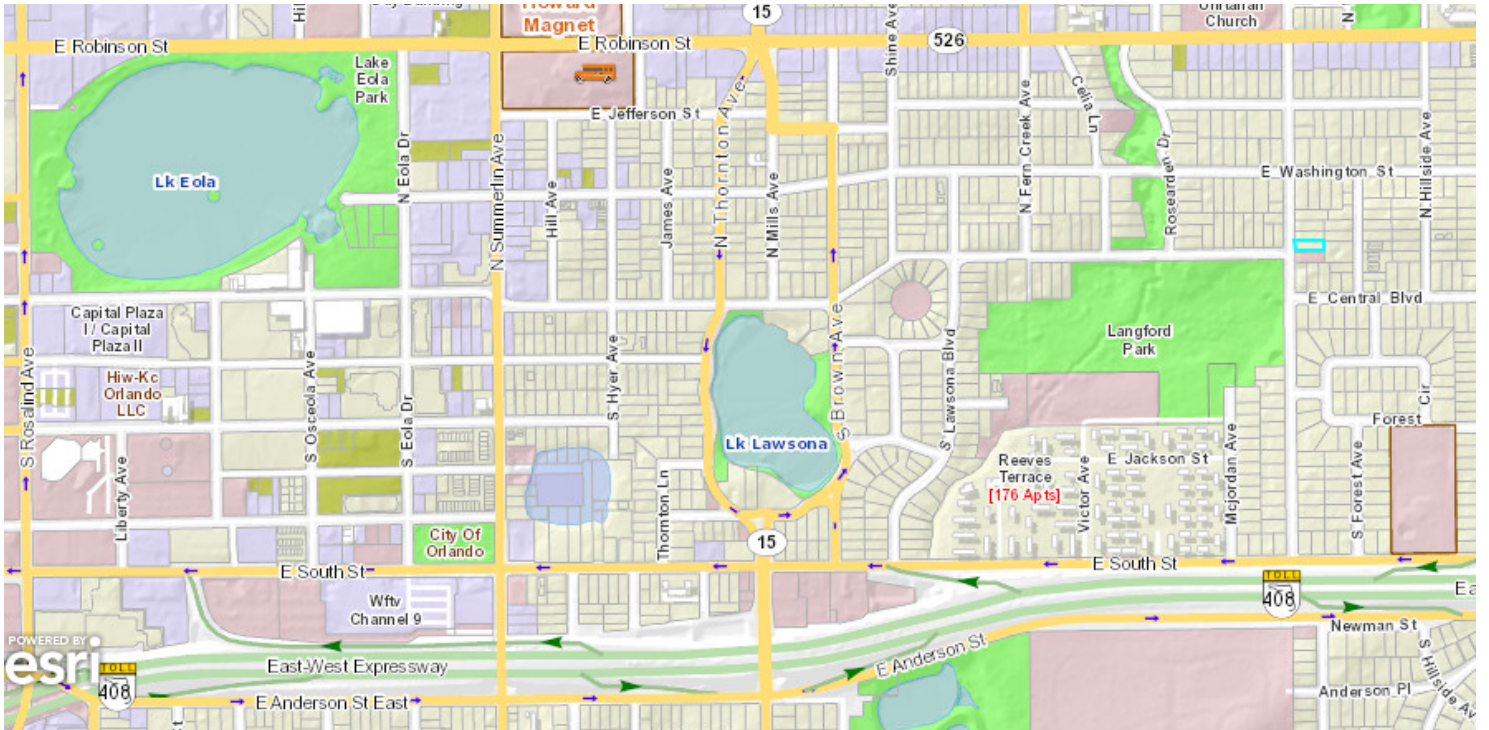 Howard
Magnet
15
Unitarian
Church
E Robinson St
E Robinson St
526
Shine Ave
Lake
Eola
Park
E Jefferson St
N Thornton Ave
Celia Ln
N Fern Creek Ave
Rosearden Dr
N Hillside Ave
N Eola Dr
N Summerlin Ave
Lk Eola
E Washington St
Hill Ave
James Ave
N Mills Ave
E Central Blvd
Capital Plaza
I / Capital
Plaza II
Langford
Park
S Rosalind Ave
Hiw-Kc
Orlando
LLC
S Osceola Ave
S Eola Dr
S Hyer Ave
S Brown Ave
S Lawsona Blvd
Cir
Forest
Lk Lawsona
Reeves
Terrace
[176 Apts]
E Jackson St
Victor Ave
Mcjordan Ave
S Forest Ave
Liberty Ave
Thornton Ln
City Of
Orlando
15
E South St
E South St
Wftv
Channel 9
TOLL
408
Newman St
E Anderson St
S Hillside Av
Anderson Pl
POWERED BY
esri
East-West Expressway
TOLL
408
E Anderson St East